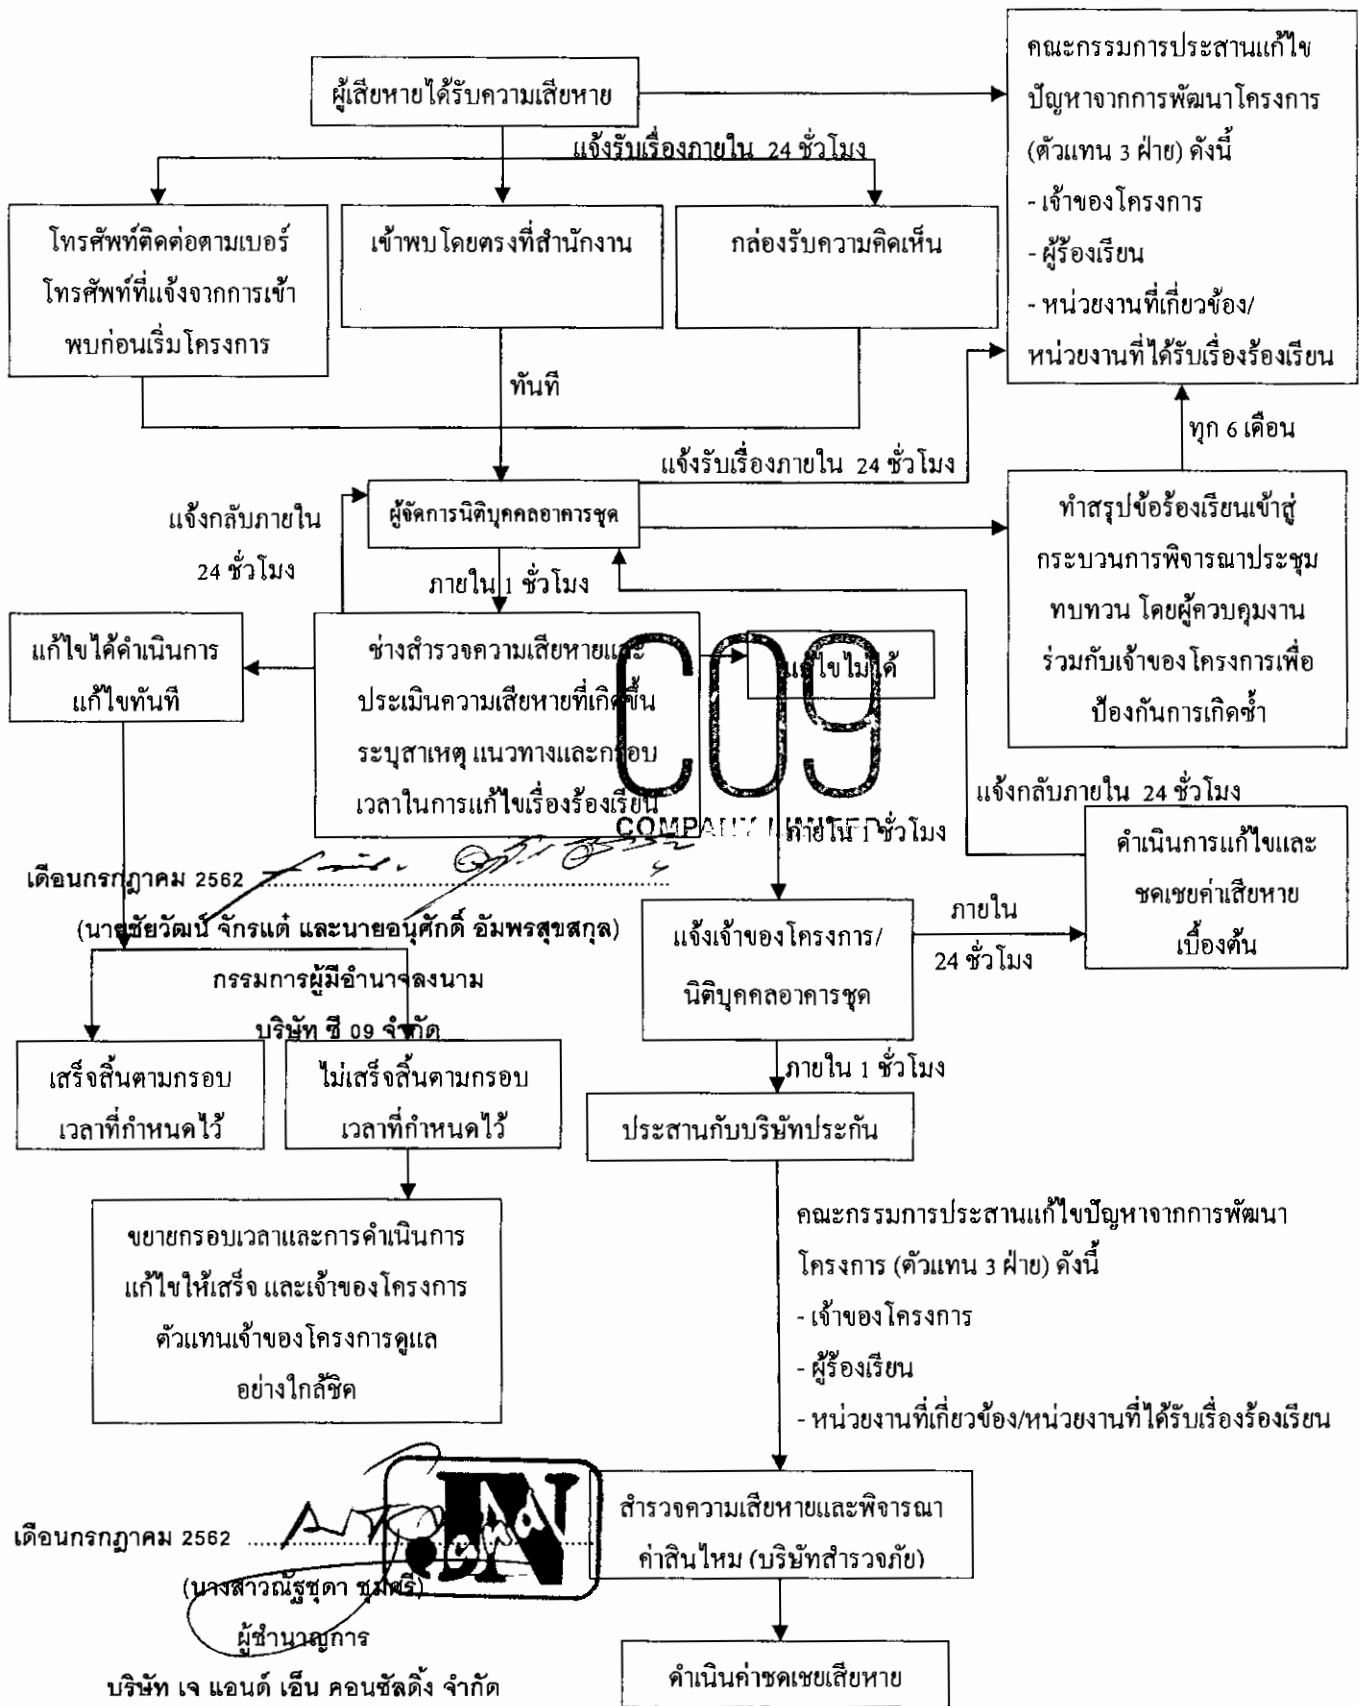 ผู้เสียหายได้รับความเสียหาย
คณะกรรมการประสานแก้ไข
ปัญหาจากการพัฒนาโครงการ
(ตัวแทน 3 ฝ่าย) ดังนี้
- เจ้าของโครงการ
- ผู้ร้องเรียน
- หน่วยงานที่เกี่ยวข้อง/
หน่วยงานที่ได้รับเรื่องร้องเรียน
แจ้งรับเรื่องภายใน 24 ชั่วโมง
โทรศัพท์ติดต่อตามเบอร์
โทรศัพท์ที่แจ้งจากการเข้า
พบก่อนเริ่มโครงการ
เข้าพบโดยตรงที่สำนักงาน
กล่องรับความคิดเห็น
ทันที
ทุก 6 เดือน
แจ้งรับเรื่องภายใน 24 ชั่วโมง
แจ้งกลับภายใน
24 ชั่วโมง
ผู้จัดการนิติบุคคลอาคารชุด
ทำสรุปข้อร้องเรียนเข้าสู่
กระบวนการพิจารณาประชุม
ทบทวน โดยผู้ควบคุมงาน
ร่วมกับเจ้าของโครงการเพื่อ
ป้องกันการเกิดซ้ำ
ภายใน 1 ชั่วโมง
แก้ไขได้ดำเนินการ
แก้ไขทันที
ช่างสำรวจความเสียหายและ
ประเมินความเสียหายที่เกิดขึ้น
ระบุสาเหตุ แนวทางและกรอบ
เวลาในการแก้ไขเรื่องร้องเรียน
แก้ไขไม่ได้
C09
COMPANY LIMITED
ภายใน 1 ชั่วโมง
แจ้งกลับภายใน 24 ชั่วโมง
ดำเนินการแก้ไขและ
ชดเชยค่าเสียหาย
เบื้องต้น
เดือนกรกฎาคม 2562
(นายชัยวัฒน์ จักรแต๋ และนายอนุศักดิ์ อัมพรสุขสกุล)
กรรมการผู้มีอำนาจลงนาม
บริษัท ซี 09 จำกัด
แจ้งเจ้าของโครงการ/
นิติบุคคลอาคารชุด
ภายใน
24 ชั่วโมง
ภายใน 1 ชั่วโมง
เสร็จสิ้นตามกรอบ
เวลาที่กำหนดไว้
ไม่เสร็จสิ้นตามกรอบ
เวลาที่กำหนดไว้
ประสานกับบริษัทประกัน
ขยายกรอบเวลาและการดำเนินการ
แก้ไขให้เสร็จ และเจ้าของโครงการ
ตัวแทนเจ้าของโครงการดูแล
อย่างใกล้ชิด
คณะกรรมการประสานแก้ไขปัญหาจากการพัฒนา
โครงการ (ตัวแทน 3 ฝ่าย) ดังนี้
- เจ้าของโครงการ
- ผู้ร้องเรียน
- หน่วยงานที่เกี่ยวข้อง/หน่วยงานที่ได้รับเรื่องร้องเรียน
สำรวจความเสียหายและพิจารณา
ค่าสินไหม (บริษัทสำรวจภัย)
เดือนกรกฎาคม 2562
(นางสาวณัฐชุดา ชุมศรี)
ผู้ชำนาญการ
บริษัท เจ แอนด์ เอ็น คอนซัลติ้ง จำกัด
ดำเนินค่าชดเชยเสียหาย